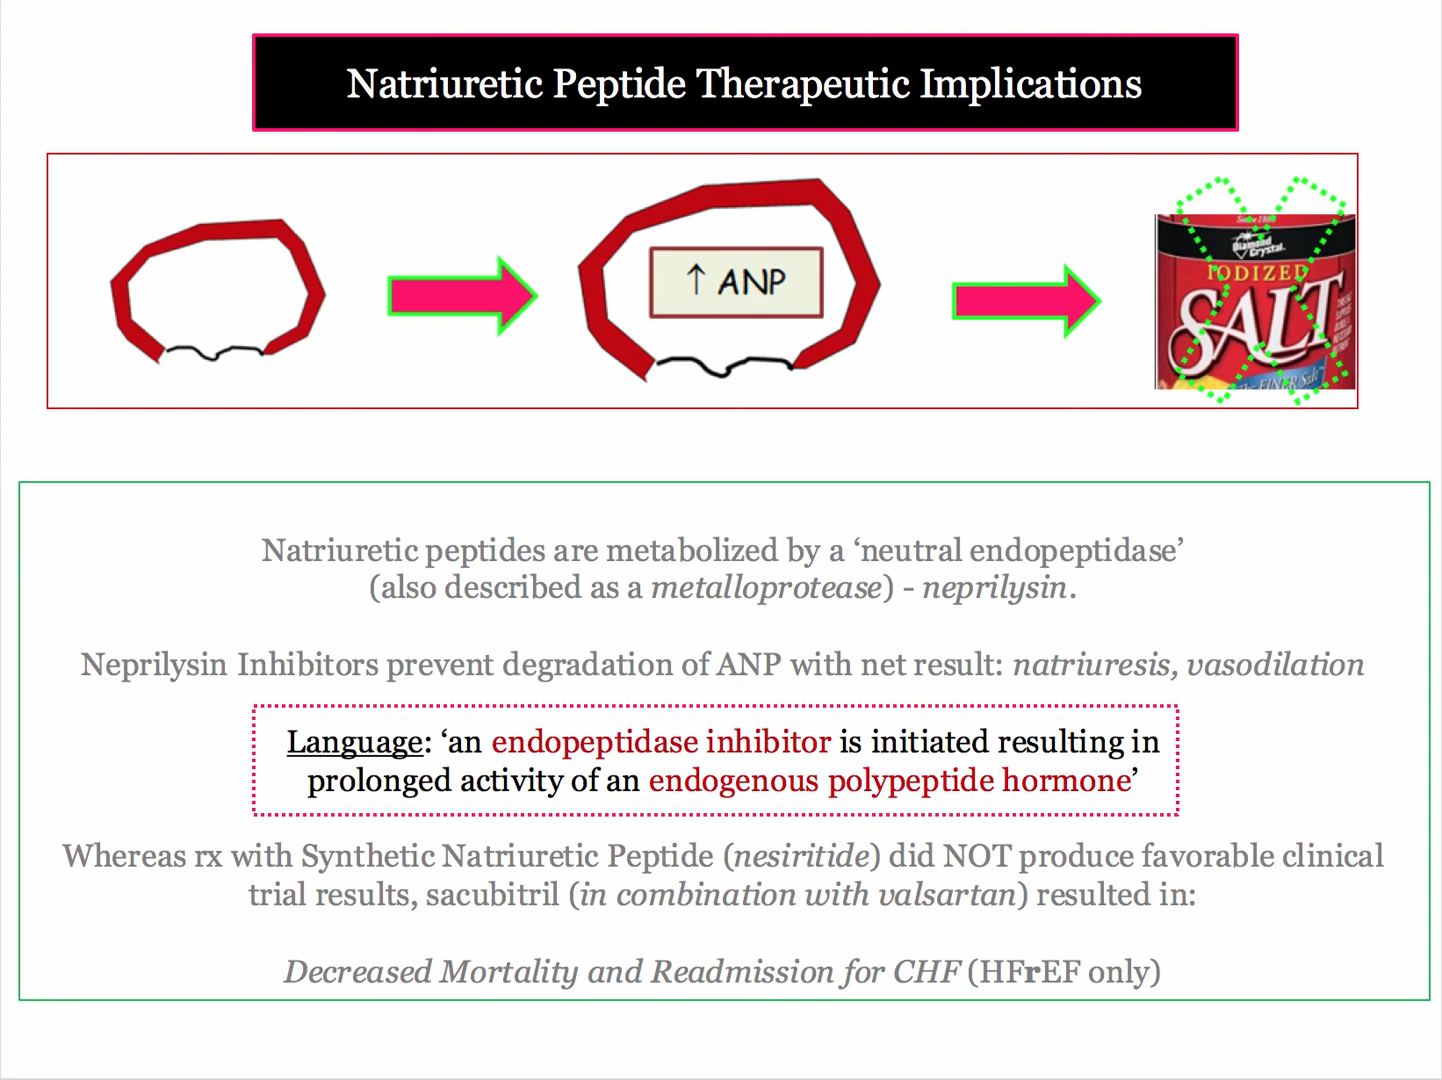 Natriuretic Peptide Therapeutic Implications
↑ ANP
Diamond
Crystal.
IODIZED
SALT
Natriuretic peptides are metabolized by a ‘neutral endopeptidase’
(also described as a metalloprotease) - neprilysin.
Neprilysin Inhibitors prevent degradation of ANP with net result: natriuresis, vasodilation
Language: ‘an endopeptidase inhibitor is initiated resulting in
prolonged activity of an endogenous polypeptide hormone’
Whereas rx with Synthetic Natriuretic Peptide (nesiritide) did NOT produce favorable clinical
trial results, sacubitril (in combination with valsartan) resulted in:
Decreased Mortality and Readmission for CHF (HFrEF only)